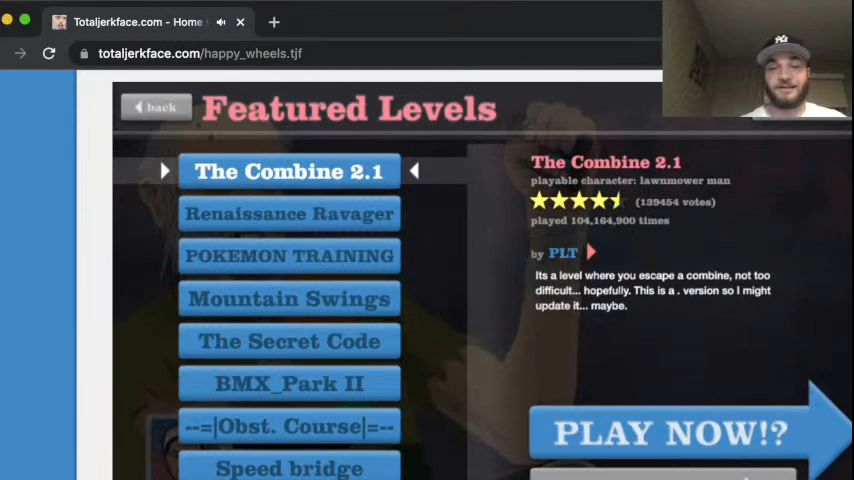 Totaljerkface.com - Home
totaljerkface.com/happy_wheels.tjf
back
Featured Levels
The Combine 2.1
Renaissance Ravager
POKEMON TRAINING
Mountain Swings
The Secret Code
BMX_Park II
--=|Obst. Course|=--
Speed bridge
The Combine 2.1
playable character: lawnmower man
(139454 votes)
played 104,164,900 times
by PLT
Its a level where you escape a combine, not too
difficult... hopefully. This is a . version so I might
update it... maybe.
PLAY NOW!?